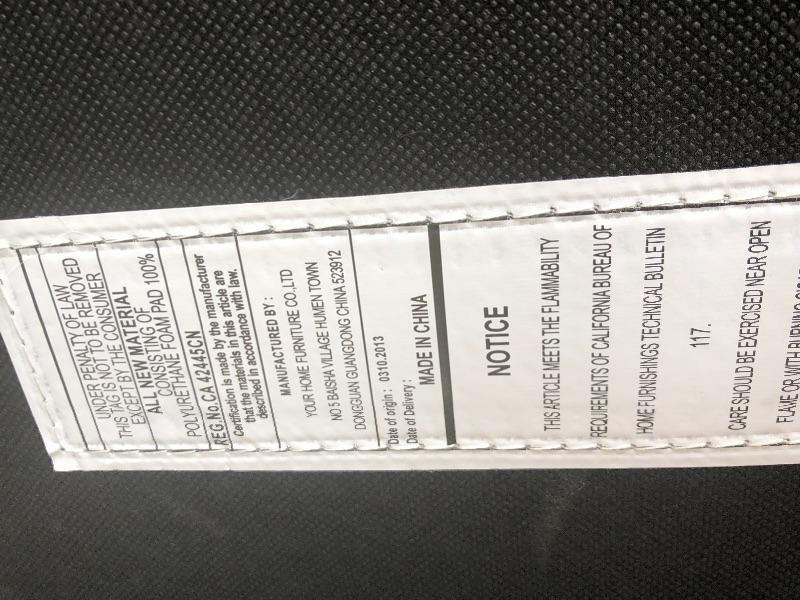 UNDER PENALTY OF LAW
THIS TAG IS NOT TO BE REMOVED
EXCEPT BY THE CONSUMER
ALL NEW MATERIAL
CONSISTING OF
POLYURETHANE FOAM PAD 100%
REG.No.CA 42445CN
Certification is made by the manufacturer
that the materials in this article are
described in accordance with law.
MANUFACTURED BY :
YOUR HOME FURNITURE CO.,LTD
NO 5 BAISHA VILLAGE HUMEN TOWN
DONGGUAN GUANGDONG CHINA 523912
Date of origin : 0310.2013
Date of Delivery :
MADE IN CHINA
NOTICE
THIS ARTICLE MEETS THE FLAMMABILITY
REQUIREMENTS OF CALIFORNIA BUREAU OF
HOME FURNISHINGS TECHNICAL BULLETIN
117.
CARE SHOULD BE EXERCISED NEAR OPEN
FLAME OR WITH BURNING